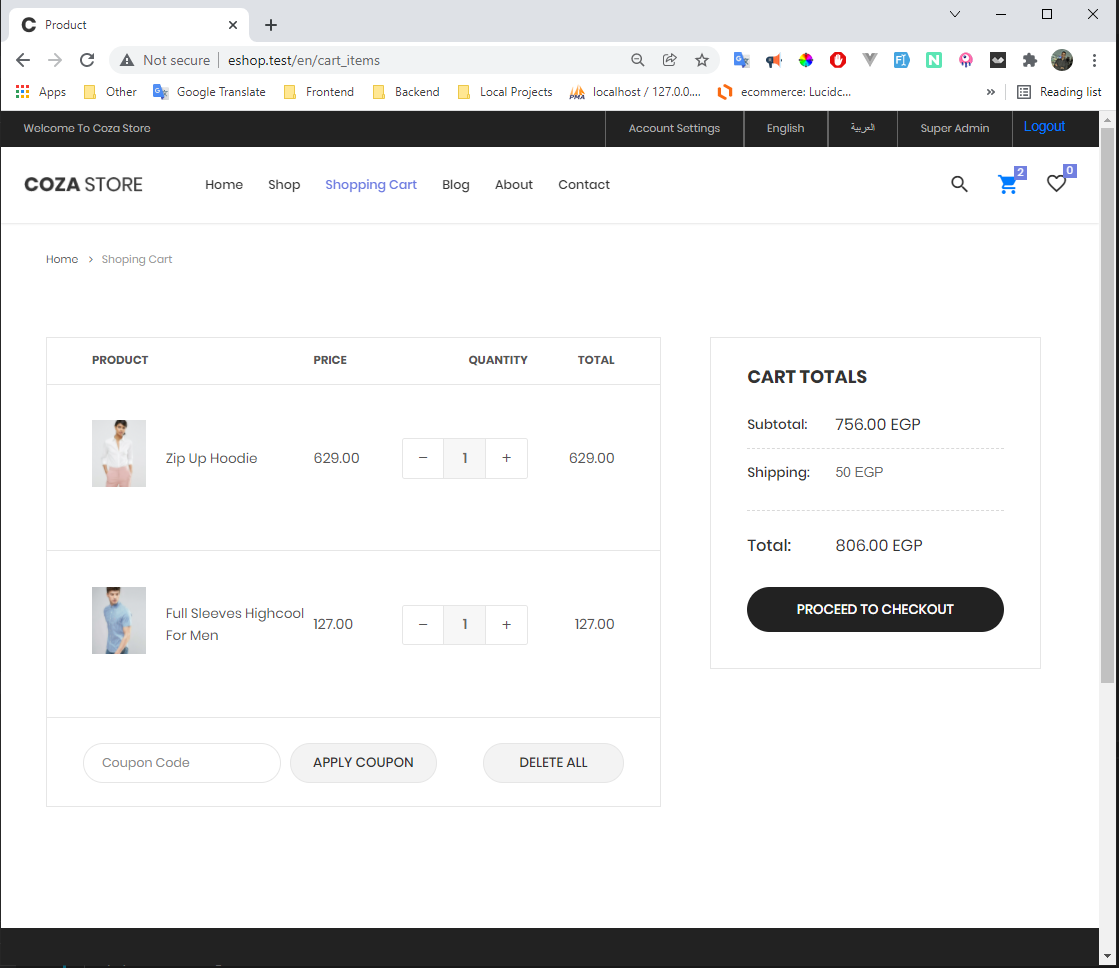 Product
Not secure eshop.test/en/cart_items
Apps Other Google Translate Frontend Backend Local Projects localhost / 127.0.0.... ecommerce: Lucidc... » Reading list
Welcome To Coza Store Account Settings English العربية Super Admin Logout
COZA STORE Home Shop Shopping Cart Blog About Contact 2 0
Home > Shoping Cart
PRODUCT PRICE QUANTITY TOTAL
Zip Up Hoodie 629.00 − 1 + 629.00
Full Sleeves Highcool
For Men 127.00 − 1 + 127.00
Coupon Code APPLY COUPON DELETE ALL
CART TOTALS
Subtotal: 756.00 EGP
Shipping: 50 EGP
Total: 806.00 EGP
PROCEED TO CHECKOUT